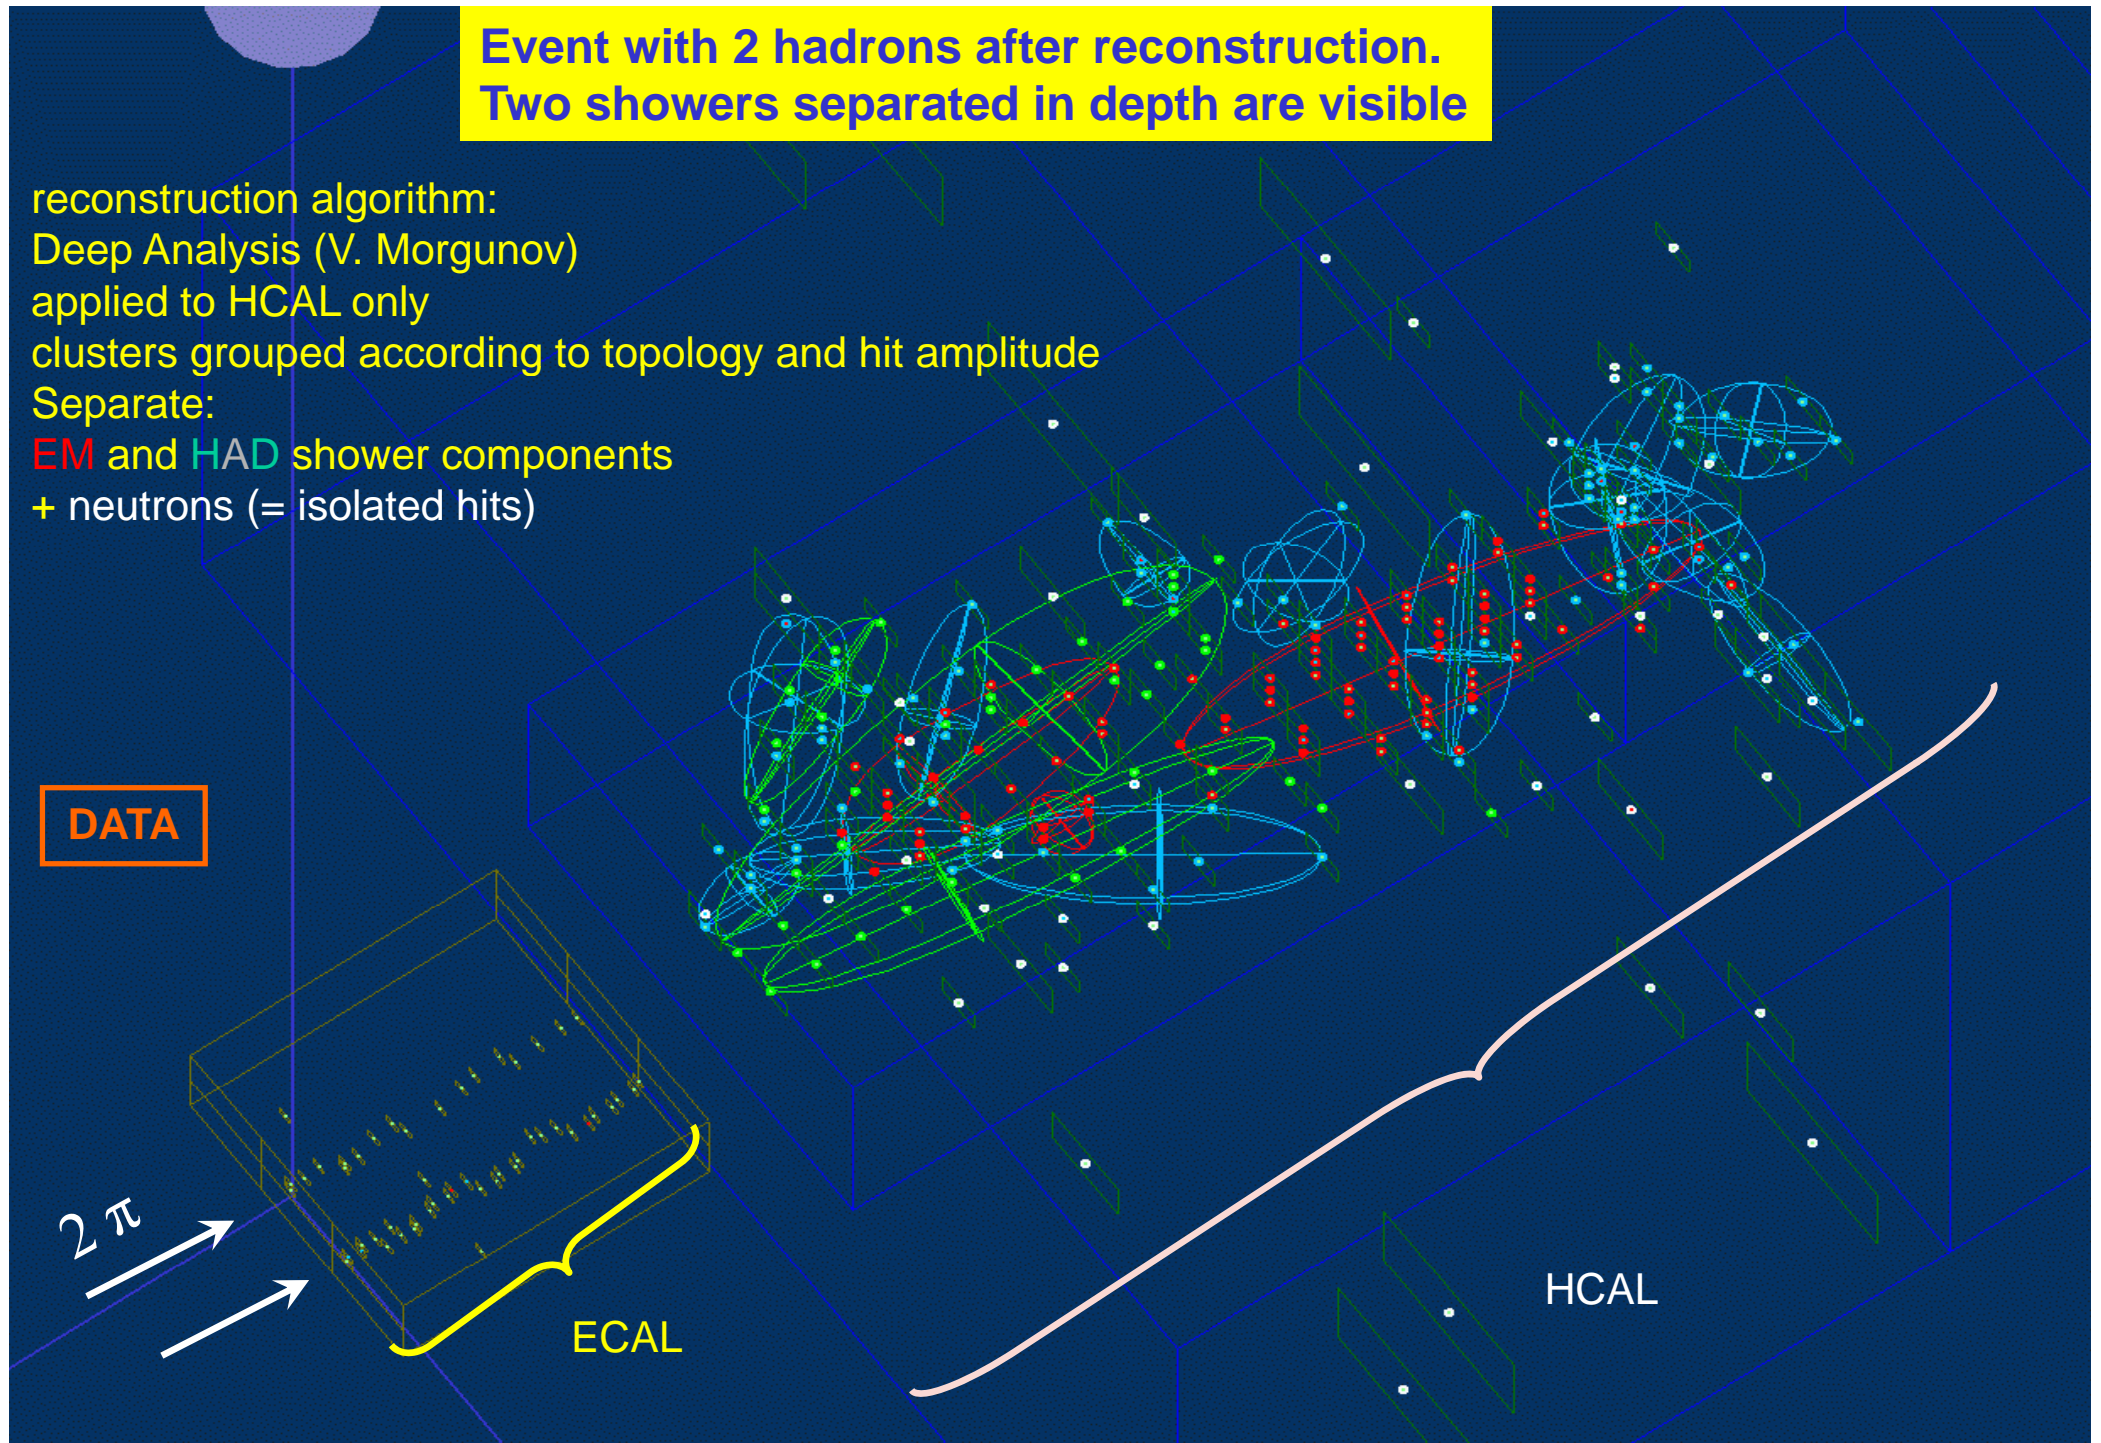 Event with 2 hadrons after reconstruction.
Two showers separated in depth are visible
reconstruction algorithm:
Deep Analysis (V. Morgunov)
applied to HCAL only
clusters grouped according to topology and hit amplitude
Separate:
EM and HAD shower components
+ neutrons (= isolated hits)
DATA
2 π
ECAL
HCAL